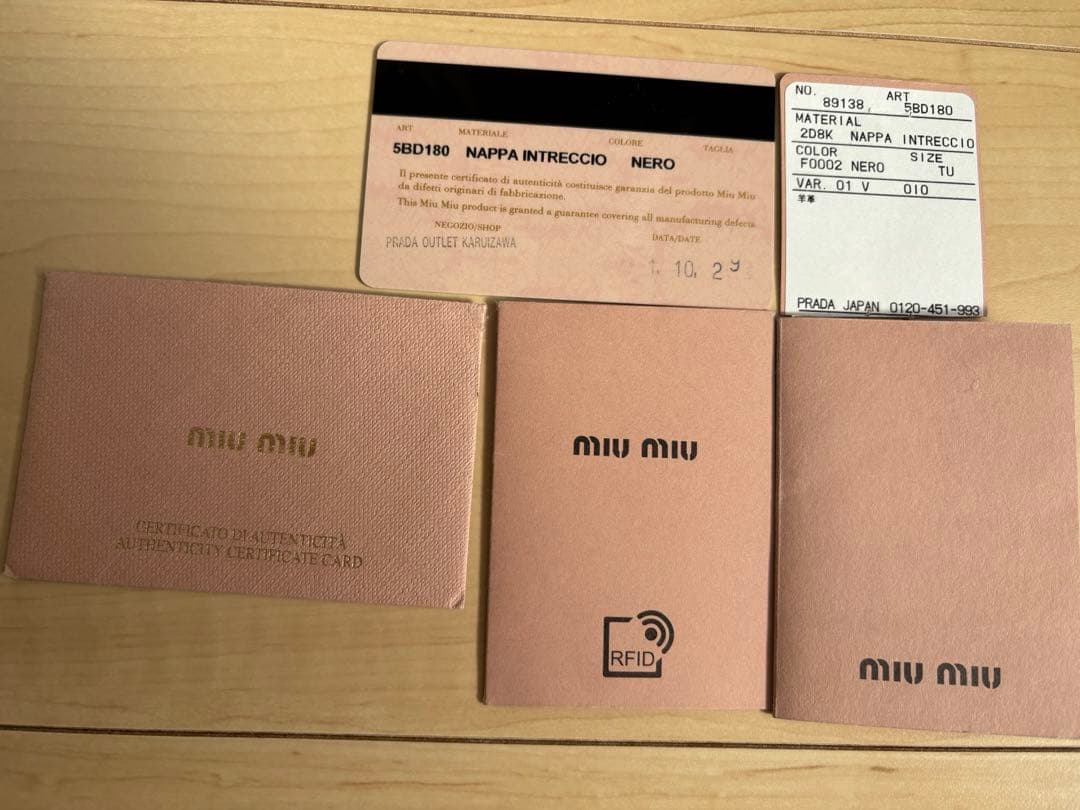 ART MATERIALE COLORE TAGLIA
5BD180 NAPPA INTRECCIO NERO
Il presente certificato di autenticità costituisce garanzia del prodotto Miu Miu
da difetti originari di fabbricazione.
This Miu Miu product is granted a guarantee covering all manufacturing defects
NEGOZIO/SHOP DATA/DATE
PRADA OUTLET KARUIZAWA
1. 10. 29
NO. ART
89138, 5BD180
MATERIAL
2D8K NAPPA INTRECCIO
COLOR SIZE
F0002 NERO TU
VAR. 01 V 010
羊革
PRADA JAPAN 0120-451-993
miu miu
CERTIFICATO DI AUTENTICITÀ
AUTHENTICITY CERTIFICATE CARD
miu miu
RFID
miu miu